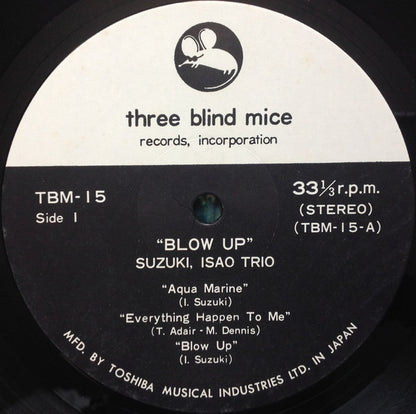 three blind mice
records, incorporation
TBM-15
Side 1
33⅓ r.p.m.
(STEREO)
(TBM-15-A)
"BLOW UP"
SUZUKI, ISAO TRIO
"Aqua Marine"
(I. Suzuki)
"Everything Happen To Me"
(T. Adair - M. Dennis)
"Blow Up"
(I. Suzuki)
MFD. BY TOSHIBA MUSICAL INDUSTRIES LTD. IN JAPAN